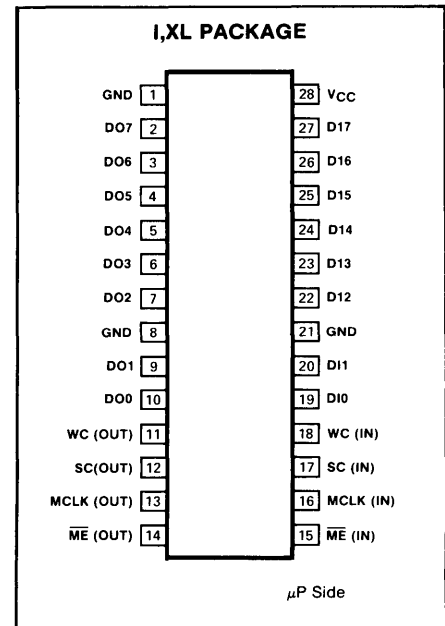 I,XL PACKAGE
GND 1 28 VCC
DO7 2 27 D17
DO6 3 26 D16
DO5 4 25 D15
DO4 5 24 D14
DO3 6 23 D13
DO2 7 22 D12
GND 8 21 GND
DO1 9 20 DI1
DO0 10 19 DI0
WC (OUT) 11 18 WC (IN)
SC(OUT) 12 17 SC (IN)
MCLK (OUT) 13 16 MCLK (IN)
M̅E̅ (OUT) 14 15 M̅E̅ (IN)
μP Side